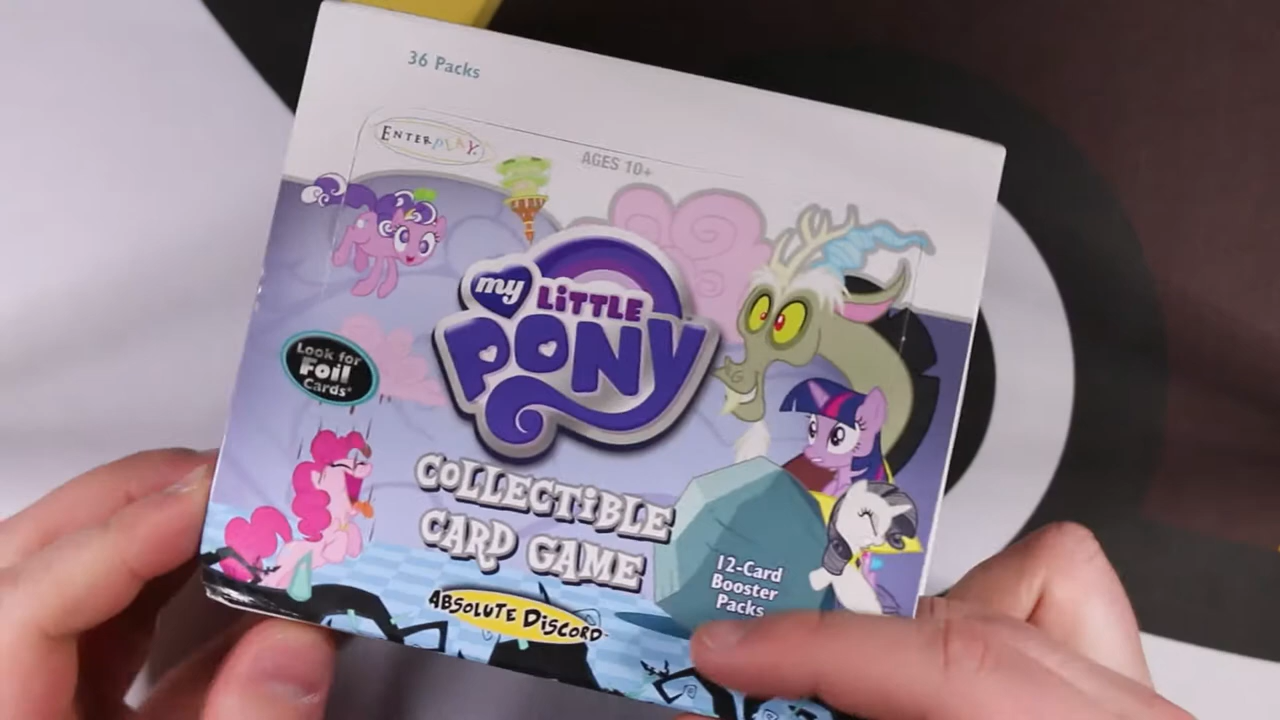 36 Packs
ENTERPLAY
AGES 10+
my LiTTLE
PONY
Look for
Foil
Cards*
COLLECTiBLE
CARD GAME
12-Card
Booster
Packs
ABSOLUTE DISCORD™